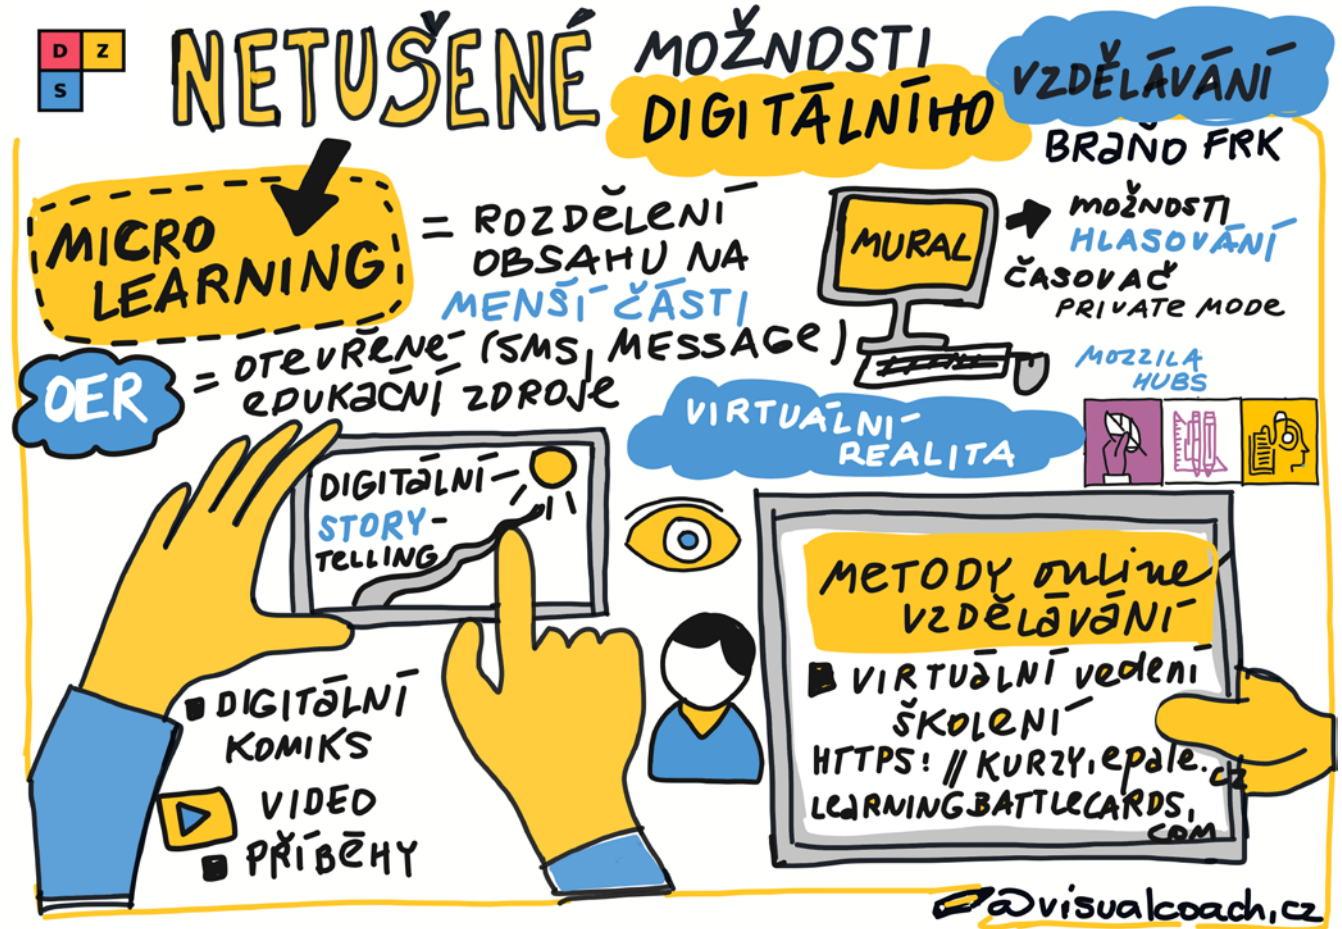 D Z
S
NETUŠENÉ MOŽNOSTI
DIGITÁLNÍHO
VZDĚLÁVÁNÍ
BRAŇO FRK
MICRO
LEARNING
= ROZDĚLENÍ
OBSAHU NA
MENŠÍ ČÁSTI
(SMS, MESSAGE)
MURAL
MOŽNOSTI
HLASOVÁNÍ
ČASOVAČ
PRIVATE MODE
OER
= OTEVŘENÉ
EDUKAČNÍ ZDROJE
MOZZILA
HUBS
VIRTUÁLNÍ
REALITA
DIGITÁLNÍ
STORY-
TELLING
DIGITÁLNÍ
KOMIKS
VIDEO
PŘÍBĚHY
METODY online
VZDĚLÁVÁNÍ
VIRTUÁLNÍ vedení
ŠKOLENÍ
HTTPS://KURZY.epale.cz
LEARNINGBATTLECARDS.
COM
@visualcoach.cz